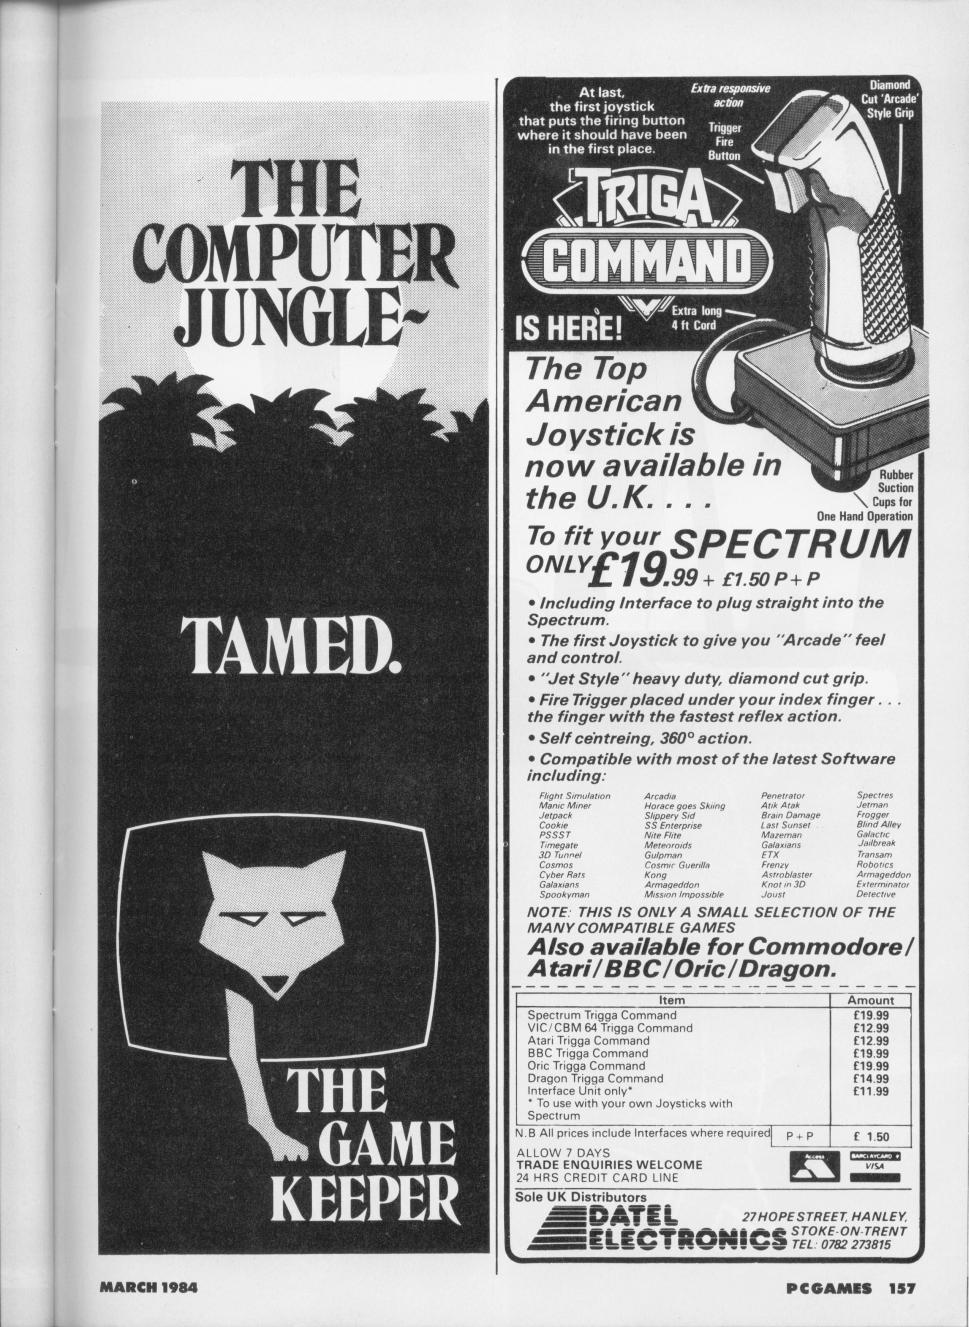 THE
COMPUTER
JUNGLE~
TAMED.
THE
GAME
KEEPER
At last,
the first joystick
that puts the firing button
where it should have been
in the first place.
Extra responsive
action
Diamond
Cut 'Arcade'
Style Grip
Trigger
Fire
Button
TRIGA
COMMAND
Extra long
4 ft Cord
IS HERE!
The Top
American
Joystick is
now available in
the U.K. . . .
Rubber
Suction
Cups for
One Hand Operation
To fit your SPECTRUM
ONLY £19.99 + £1.50 P+P
• Including Interface to plug straight into the
Spectrum.
• The first Joystick to give you "Arcade" feel
and control.
• "Jet Style" heavy duty, diamond cut grip.
• Fire Trigger placed under your index finger . . .
the finger with the fastest reflex action.
• Self centreing, 360° action.
• Compatible with most of the latest Software
including:
Flight Simulation
Manic Miner
Jetpack
Cookie
PSSST
Timegate
3D Tunnel
Cosmos
Cyber Rats
Galaxians
Spookyman
Arcadia
Horace goes Skiing
Slippery Sid
SS Enterprise
Nite Flite
Meteoroids
Gulpman
Cosmic Guerilla
Kong
Armageddon
Mission Impossible
Penetrator
Atik Atak
Brain Damage
Last Sunset
Mazeman
Galaxians
ETX
Frenzy
Astroblaster
Knot in 3D
Joust
Spectres
Jetman
Frogger
Blind Alley
Galactic
Jailbreak
Transam
Robotics
Armageddon
Exterminator
Detective
NOTE: THIS IS ONLY A SMALL SELECTION OF THE
MANY COMPATIBLE GAMES
Also available for Commodore/
Atari/BBC/Oric/Dragon.
Item Amount
Spectrum Trigga Command £19.99
VIC/CBM 64 Trigga Command £12.99
Atari Trigga Command £12.99
BBC Trigga Command £19.99
Oric Trigga Command £19.99
Dragon Trigga Command £14.99
Interface Unit only* £11.99
* To use with your own Joysticks with
Spectrum
N.B All prices include Interfaces where required P+P £ 1.50
ALLOW 7 DAYS
TRADE ENQUIRIES WELCOME
24 HRS CREDIT CARD LINE
Access
BARCLAYCARD
VISA
Sole UK Distributors
DATEL
ELECTRONICS
27 HOPE STREET, HANLEY,
STOKE-ON-TRENT
TEL: 0782 273815
MARCH 1984
PCGAMES 157